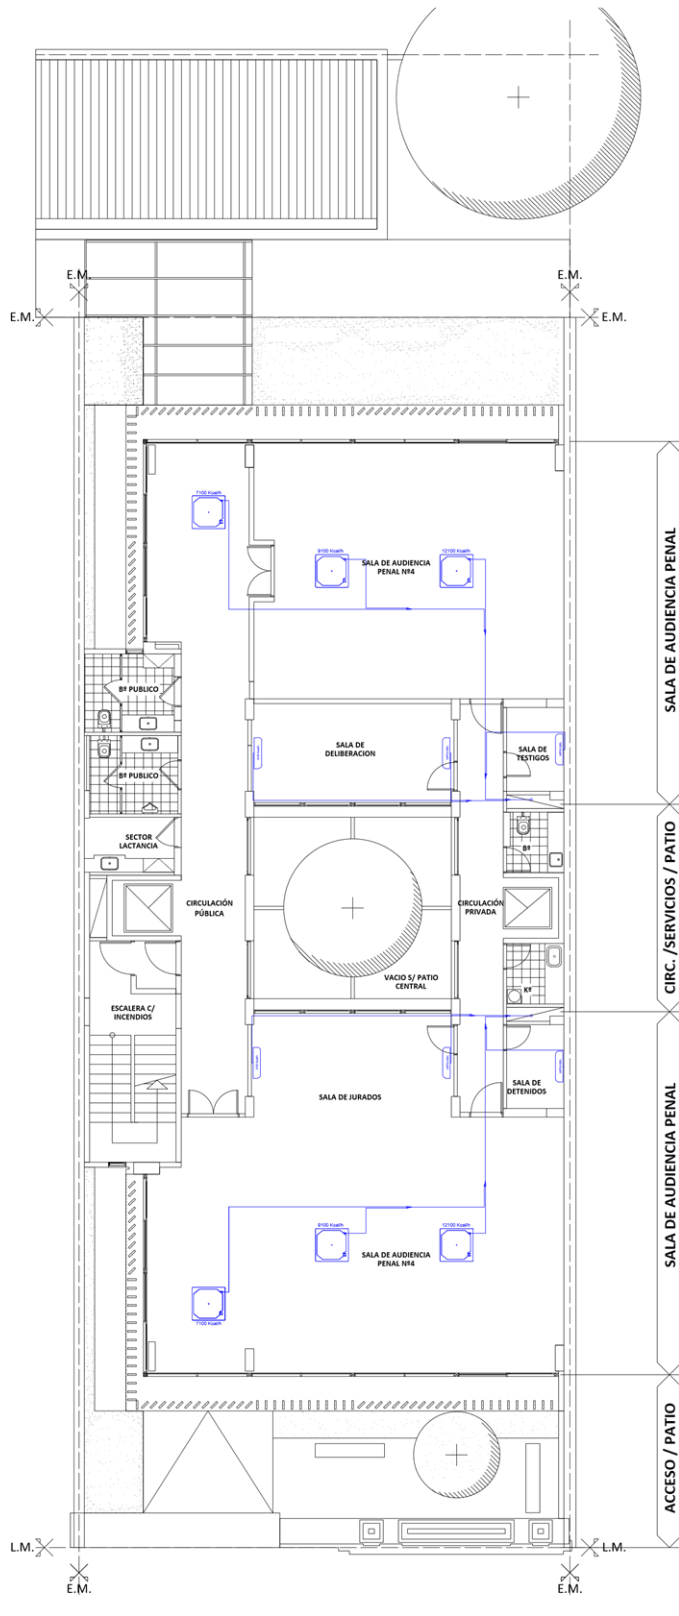 E.M.
E.M.
E.M.
E.M.
7100 Kcal/h
9100 Kcal/h
12100 Kcal/h
SALA DE AUDIENCIA
PENAL Nº4
SALA DE AUDIENCIA PENAL
Bº PUBLICO
SALA DE
DELIBERACION
SALA DE
TESTIGOS
Bº PUBLICO
SECTOR
LACTANCIA
Bº
CIRCULACIÓN
PÚBLICA
CIRCULACIÓN
PRIVADA
CIRC. /SERVICIOS / PATIO
VACIO S/ PATIO
CENTRAL
Kº
ESCALERA C/
INCENDIOS
SALA DE JURADOS
SALA DE
DETENIDOS
SALA DE AUDIENCIA PENAL
9100 Kcal/h
12100 Kcal/h
SALA DE AUDIENCIA
PENAL Nº4
7100 Kcal/h
ACCESO / PATIO
L.M.
L.M.
E.M.
E.M.